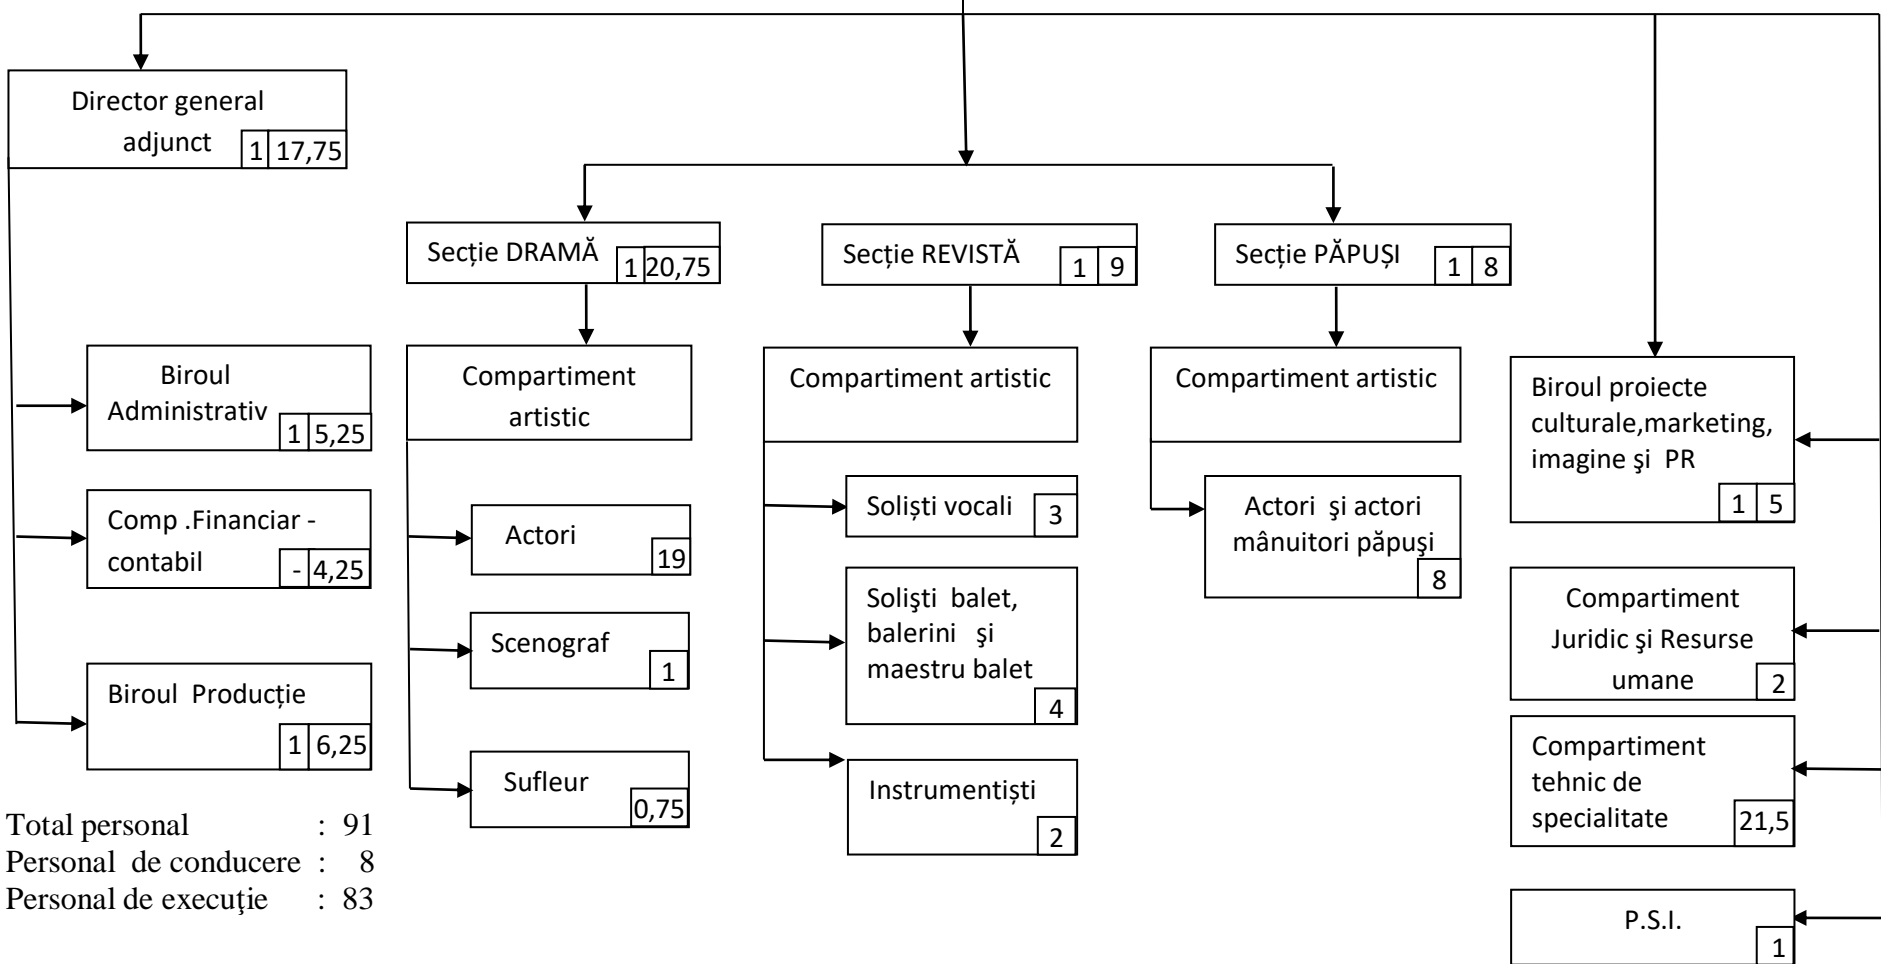 Director general
adjunct 1 17,75
Secție DRAMĂ 1 20,75
Secție REVISTĂ 1 9
Secție PĂPUȘI 1 8
Biroul
Administrativ
1 5,25
Comp .Financiar -
contabil - 4,25
Biroul Producție
1 6,25
Compartiment
artistic
Actori
19
Scenograf
1
Sufleur
0,75
Compartiment artistic
Soliști vocali 3
Solişti balet,
balerini şi
maestru balet
4
Instrumentiști
2
Compartiment artistic
Actori şi actori
mânuitori păpuşi
8
Biroul proiecte
culturale,marketing,
imagine şi PR
1 5
Compartiment
Juridic şi Resurse
umane 2
Compartiment
tehnic de
specialitate 21,5
P.S.I.
1
Total personal : 91
Personal de conducere : 8
Personal de execuţie : 83